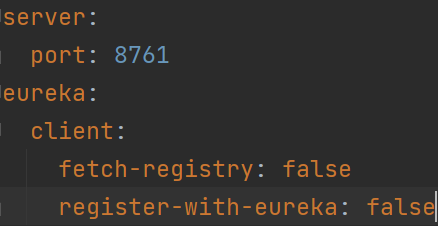 server:
  port: 8761
eureka:
  client:
    fetch-registry: false
    register-with-eureka: false